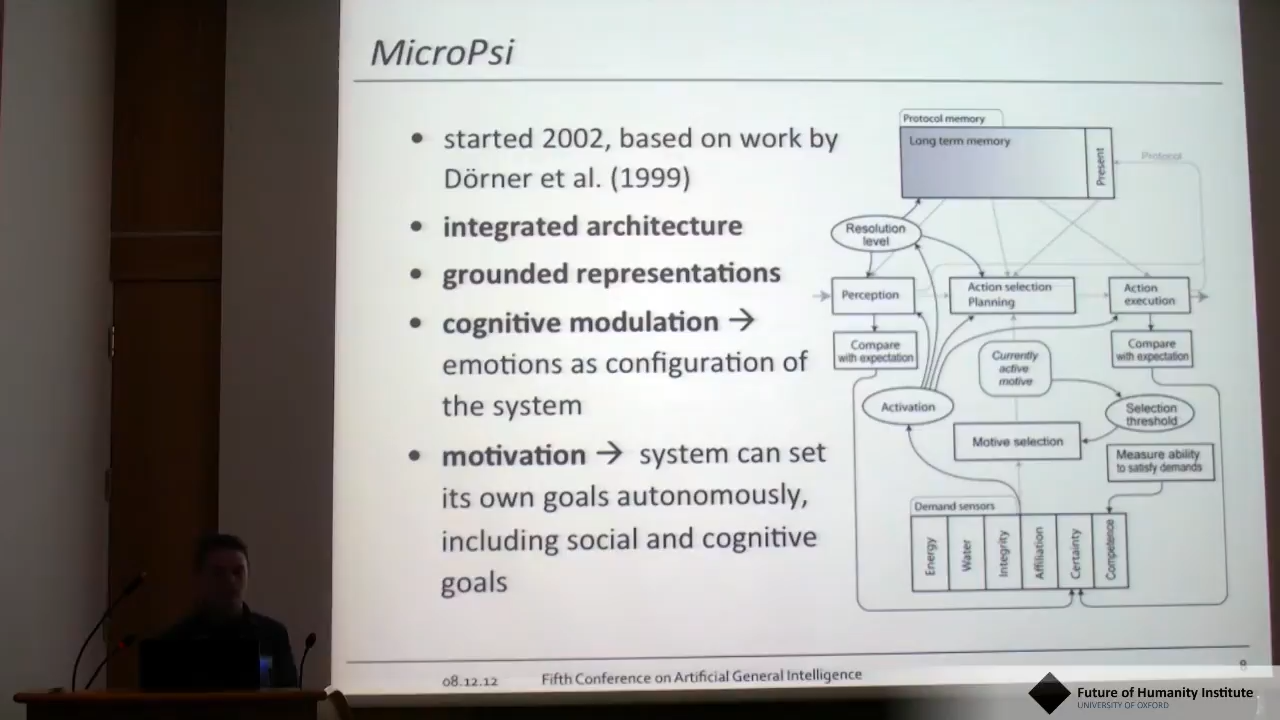 MicroPsi
• started 2002, based on work by
Dörner et al. (1999)
• integrated architecture
• grounded representations
• cognitive modulation →
emotions as configuration of
the system
• motivation → system can set
its own goals autonomously,
including social and cognitive
goals
Protocol memory
Long term memory
Present
Protocol
Resolution
level
Perception
Action selection
Planning
Action
execution
Compare
with expectation
Currently
active
motive
Compare
with expectation
Activation
Selection
threshold
Motive selection
Measure ability
to satisfy demands
Demand sensors
Energy
Water
Integrity
Affiliation
Certainty
Competence
08.12.12
Fifth Conference on Artificial General Intelligence
8
Future of Humanity Institute
UNIVERSITY OF OXFORD